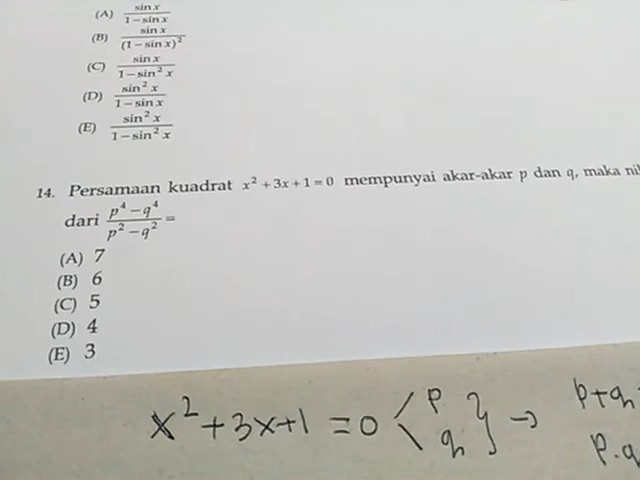 (A) sin x / 1 − sin x
(B) sin x / (1 − sin x)²
(C) sin x / 1 − sin² x
(D) sin² x / 1 − sin x
(E) sin² x / 1 − sin² x
14. Persamaan kuadrat x² + 3x + 1 = 0 mempunyai akar-akar p dan q, maka
dari p⁴ − q⁴ / p² − q² =
(A) 7
(B) 6
(C) 5
(D) 4
(E) 3
x² + 3x + 1 = 0 < p q } → p + q
p . q